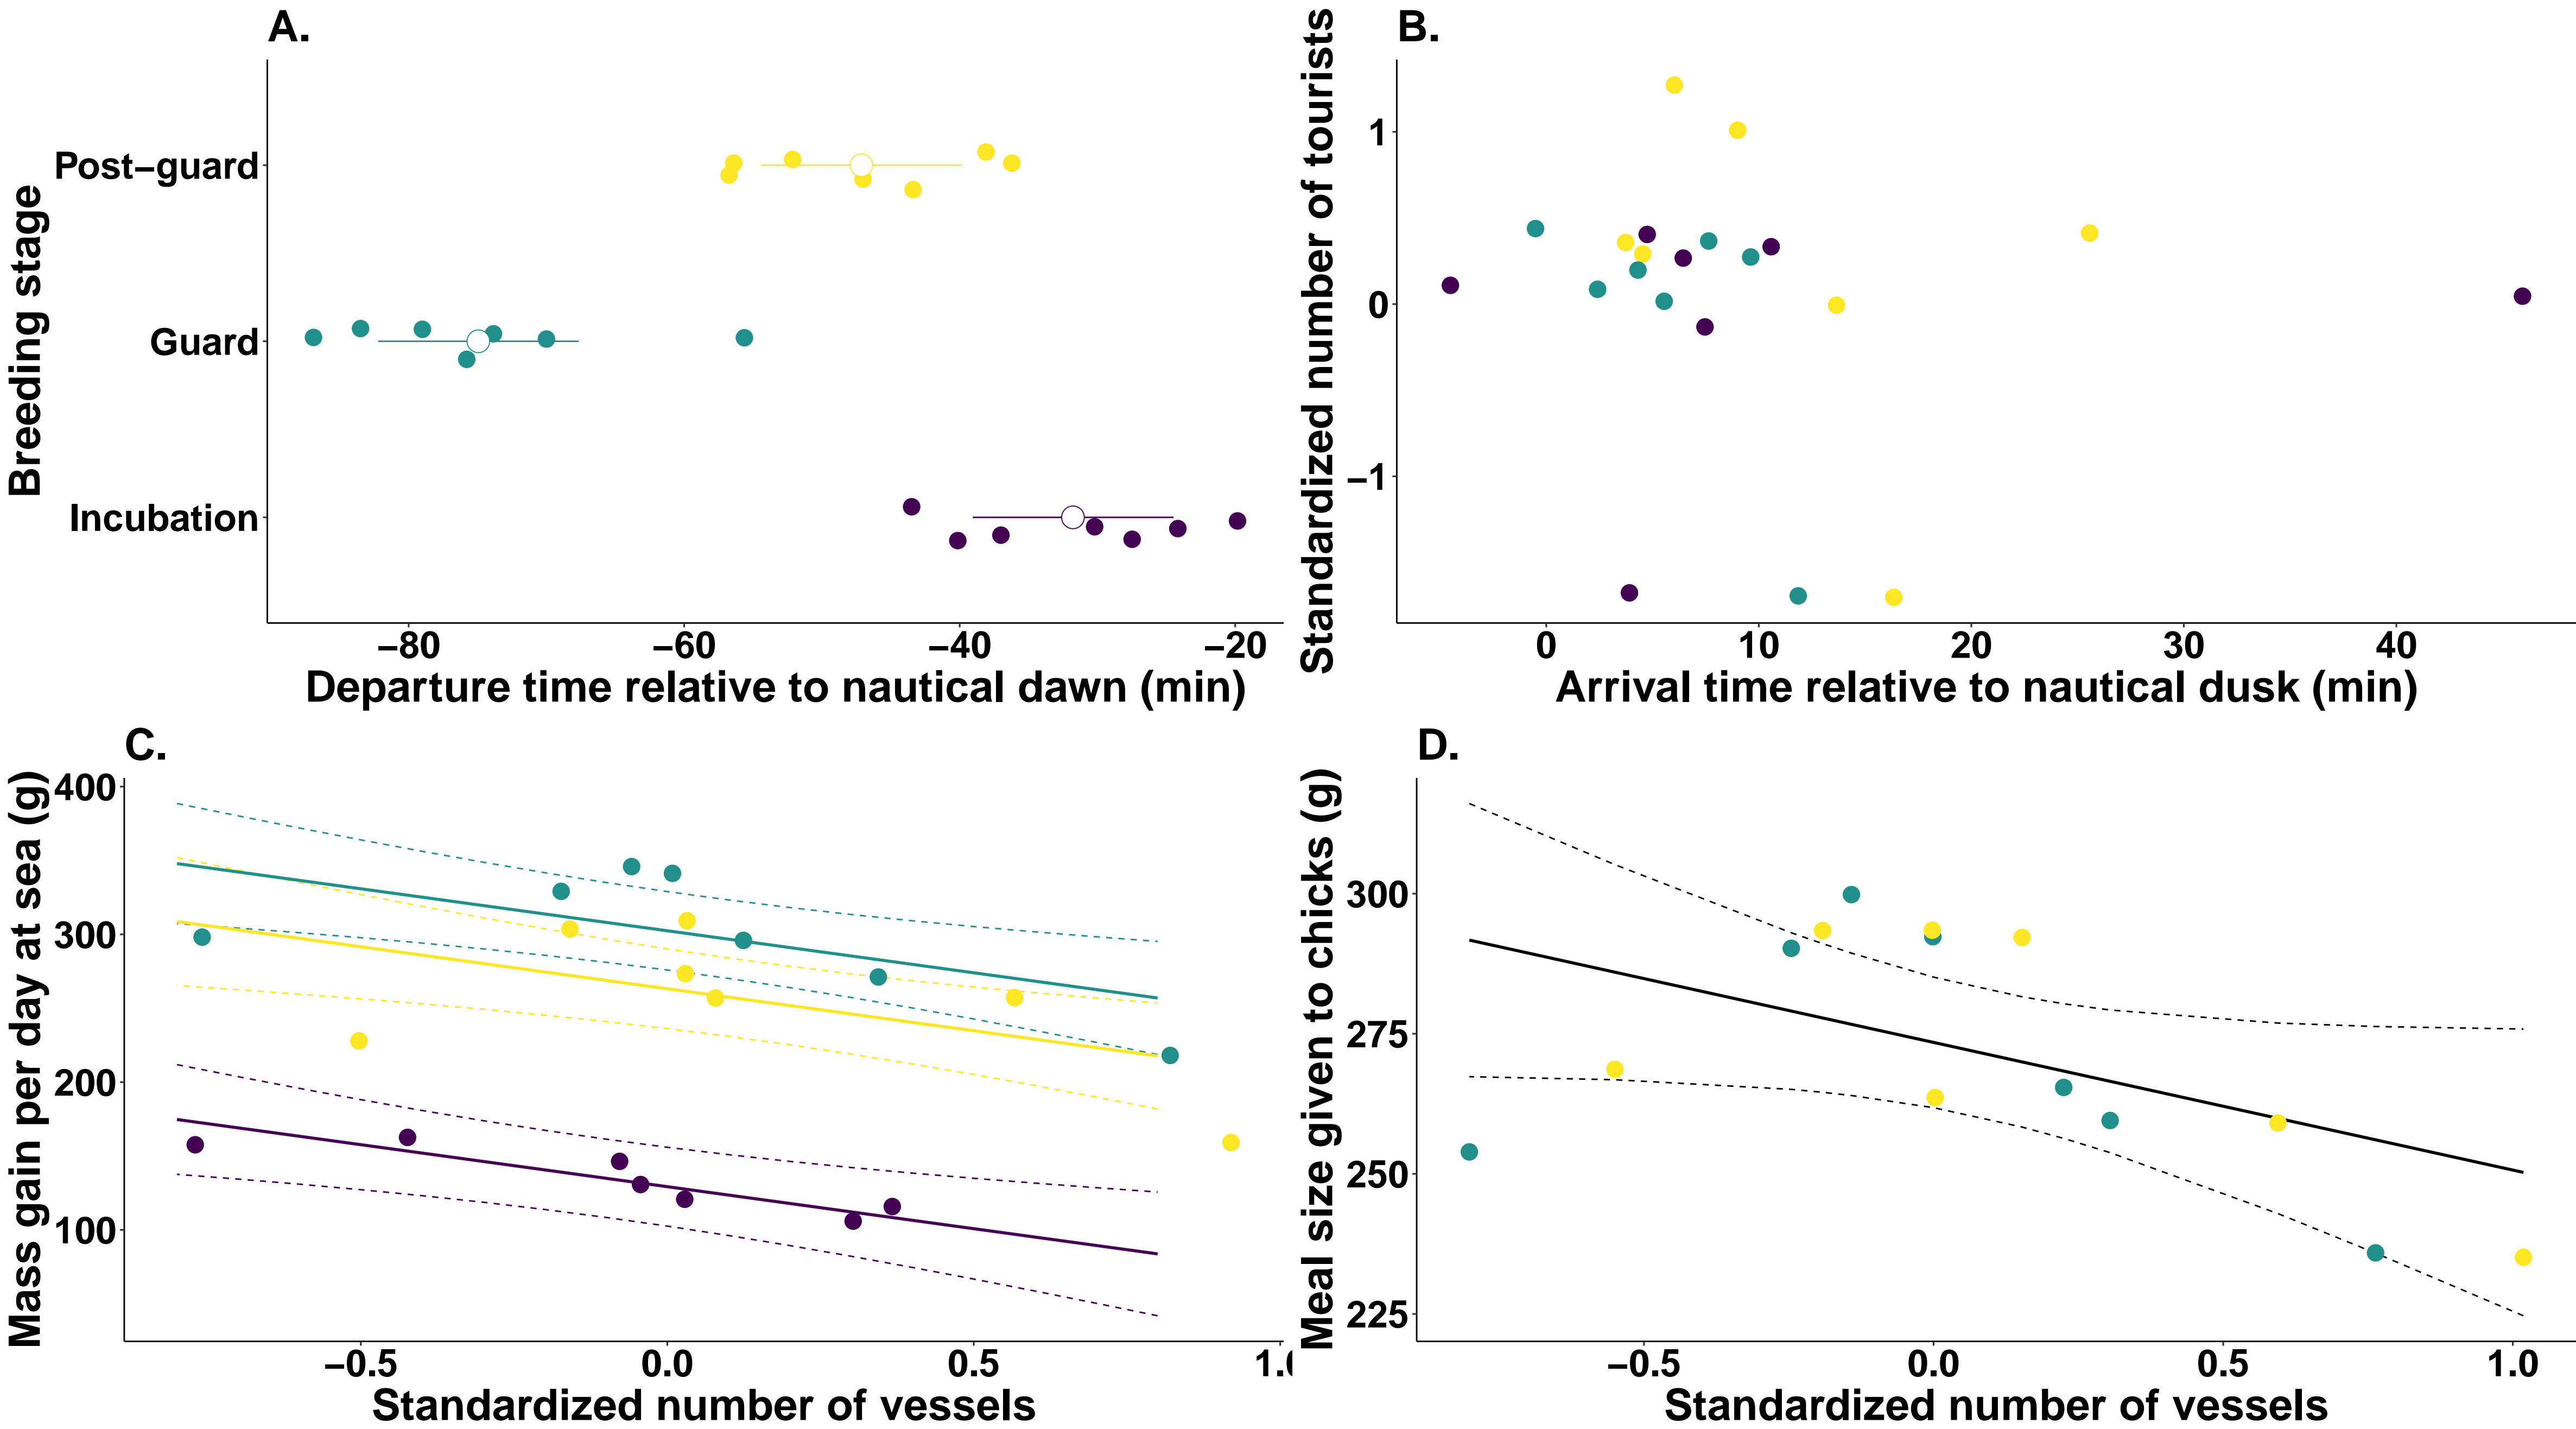 A.
Breeding stage
Post–guard
Guard
Incubation
−80 −60 −40 −20
Departure time relative to nautical dawn (min)
B.
Standardized number of tourists
1
0
−1
0 10 20 30 40
Arrival time relative to nautical dusk (min)
C.
Mass gain per day at sea (g)
400
300
200
100
−0.5 0.0 0.5 1.0
Standardized number of vessels
D.
Meal size given to chicks (g)
300
275
250
225
−0.5 0.0 0.5 1.0
Standardized number of vessels